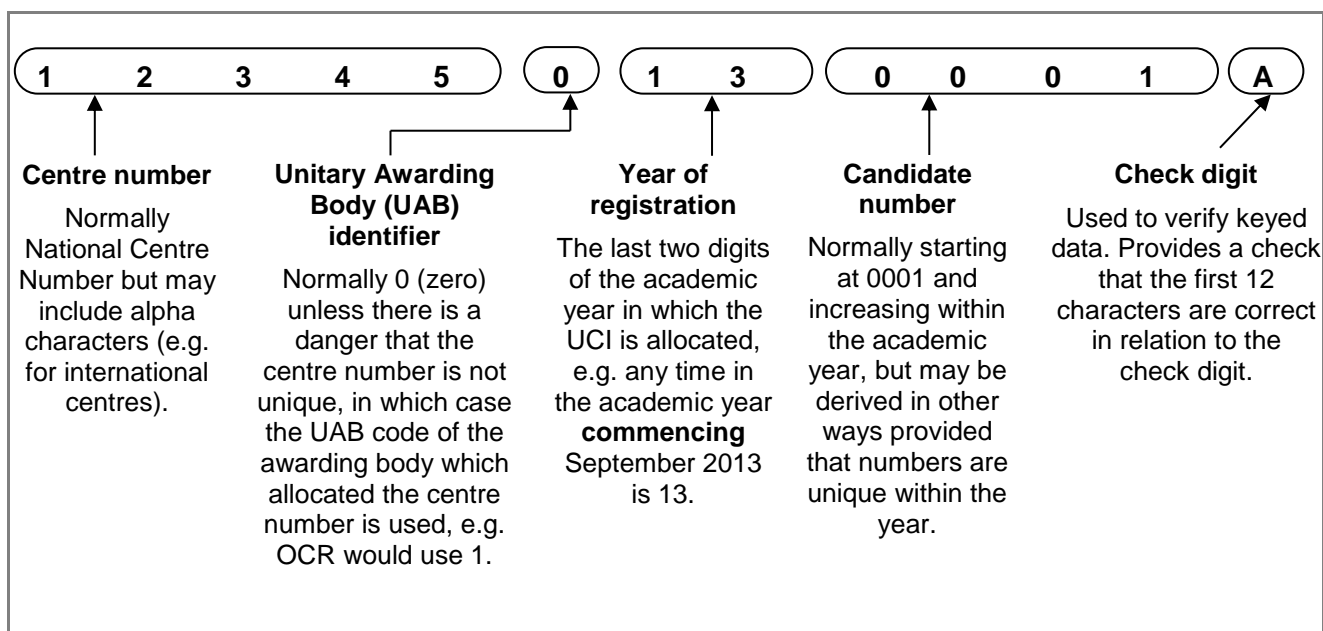 1 2 3 4 5 0 1 3 0 0 0 1 A
Centre number
Normally
National Centre
Number but may
include alpha
characters (e.g.
for international
centres).
Unitary Awarding
Body (UAB)
identifier
Normally 0 (zero)
unless there is a
danger that the
centre number is not
unique, in which case
the UAB code of the
awarding body which
allocated the centre
number is used, e.g.
OCR would use 1.
Year of
registration
The last two digits
of the academic
year in which the
UCI is allocated,
e.g. any time in
the academic year
commencing
September 2013
is 13.
Candidate
number
Normally starting
at 0001 and
increasing within
the academic
year, but may be
derived in other
ways provided
that numbers are
unique within the
year.
Check digit
Used to verify keyed
data. Provides a check
that the first 12
characters are correct
in relation to the
check digit.